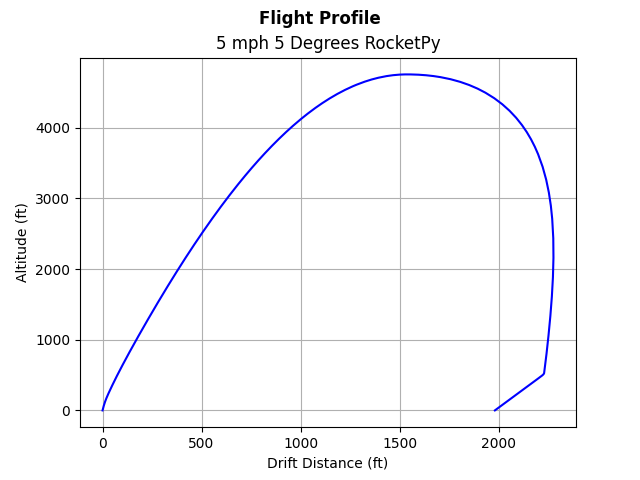 Flight Profile
5 mph 5 Degrees RocketPy
Altitude (ft)
4000
3000
2000
1000
0
0 500 1000 1500 2000
Drift Distance (ft)